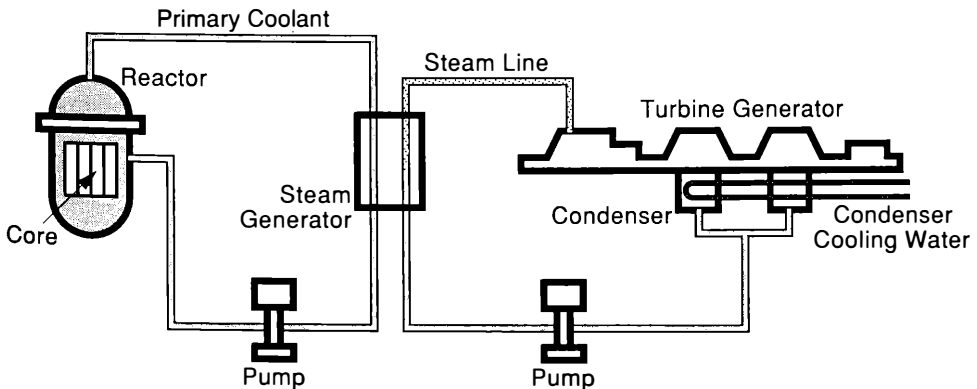 Primary Coolant
Reactor
Steam Line
Turbine Generator
Steam
Generator
Core
Condenser
Condenser
Cooling Water
Pump
Pump